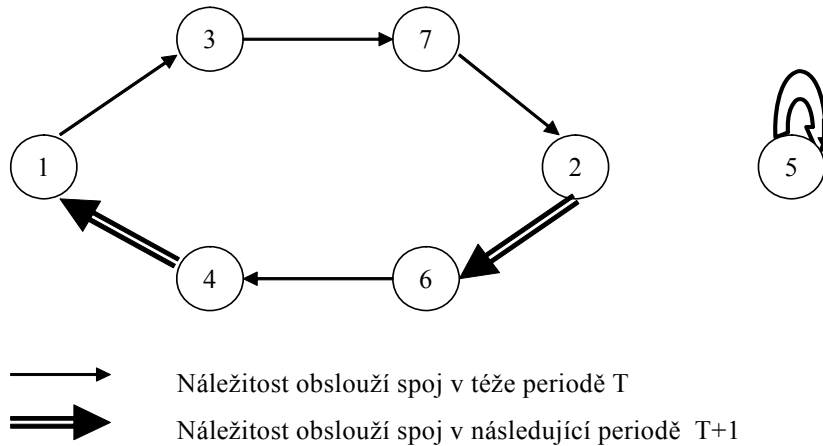 3 7
1 2 5
4 6
Náležitost obslouží spoj v téže periodě T
Náležitost obslouží spoj v následující periodě T+1